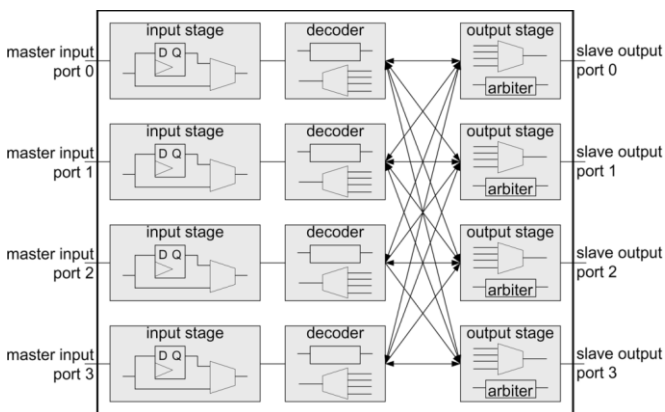 input stage
decoder
output stage
master input
port 0
D Q
arbiter
slave output
port 0
input stage
decoder
output stage
master input
port 1
D Q
arbiter
slave output
port 1
input stage
decoder
output stage
master input
port 2
D Q
arbiter
slave output
port 2
input stage
decoder
output stage
master input
port 3
D Q
arbiter
slave output
port 3